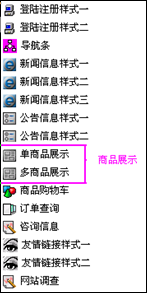 登陆注册样式一
登陆注册样式二
导航条
新闻信息样式一
新闻信息样式二
新闻信息样式三
公告信息样式一
公告信息样式二
单商品展示
多商品展示
商品展示
商品购物车
订单查询
咨询信息
友情链接样式一
友情链接样式二
网站调查